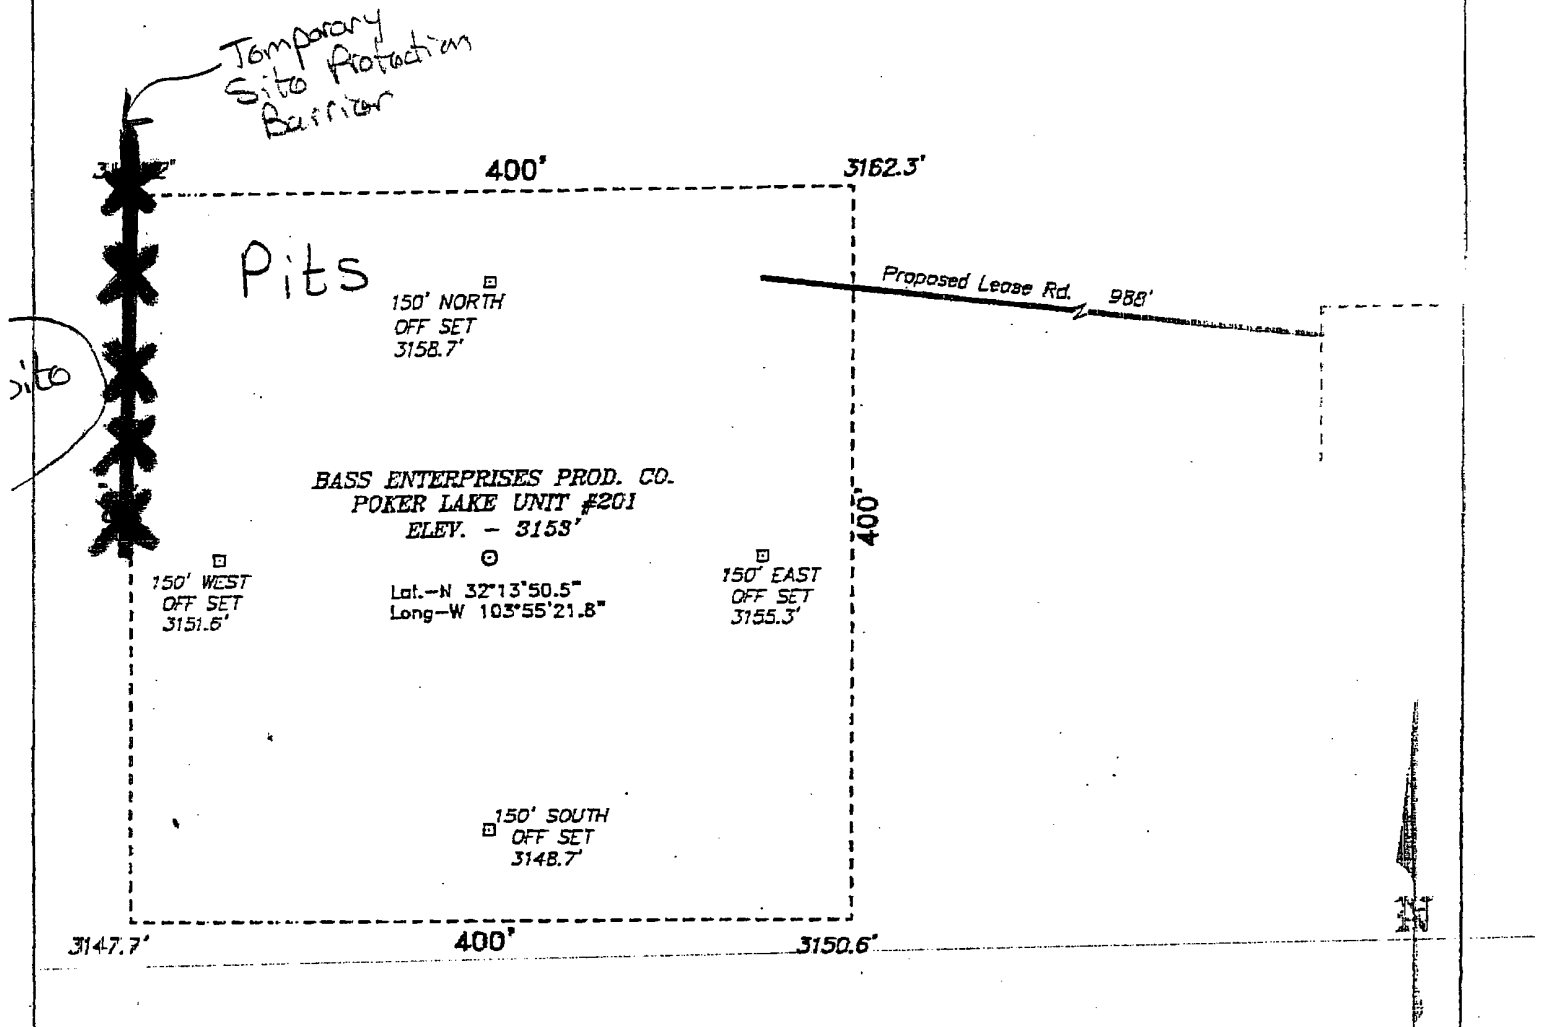 Temporary
Site Protection
Barrier
400'
3162.3'
Pits
150' NORTH
OFF SET
3158.7'
Proposed Lease Rd. 988'
site
BASS ENTERPRISES PROD. CO.
POKER LAKE UNIT #201
ELEV. - 3153'
400'
Lat.-N 32°13'50.5"
Long-W 103°55'21.8"
150' WEST
OFF SET
3151.6'
150' EAST
OFF SET
3155.3'
150' SOUTH
OFF SET
3148.7'
3147.7'
400'
3150.6'